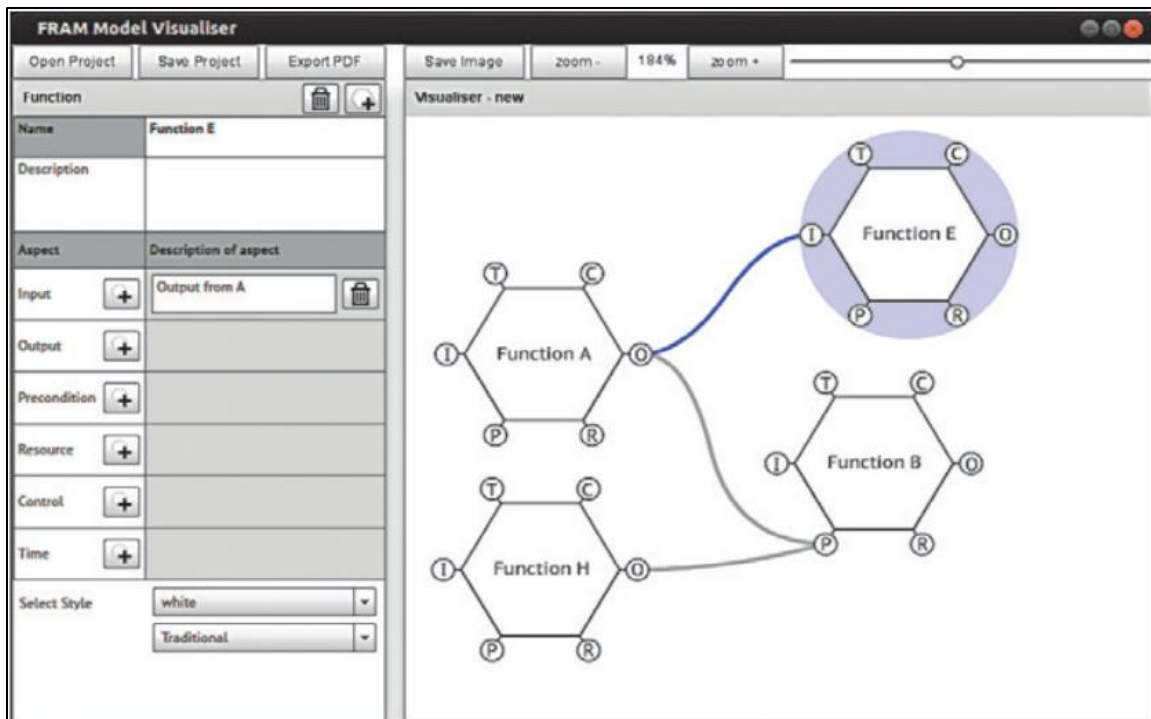 FRAM Model Visualiser
Open Project Save Project Export PDF Save Image zoom - 184% zoom +
Function
Visualiser - new
Name Function E
Description
Aspect Description of aspect
Input Output from A
Output
Precondition
Resource
Control
Time
Select Style white
Traditional
T C
I Function E O
P R
T C
I Function A O
P R
T C
I Function B O
P R
T C
I Function H O
P R